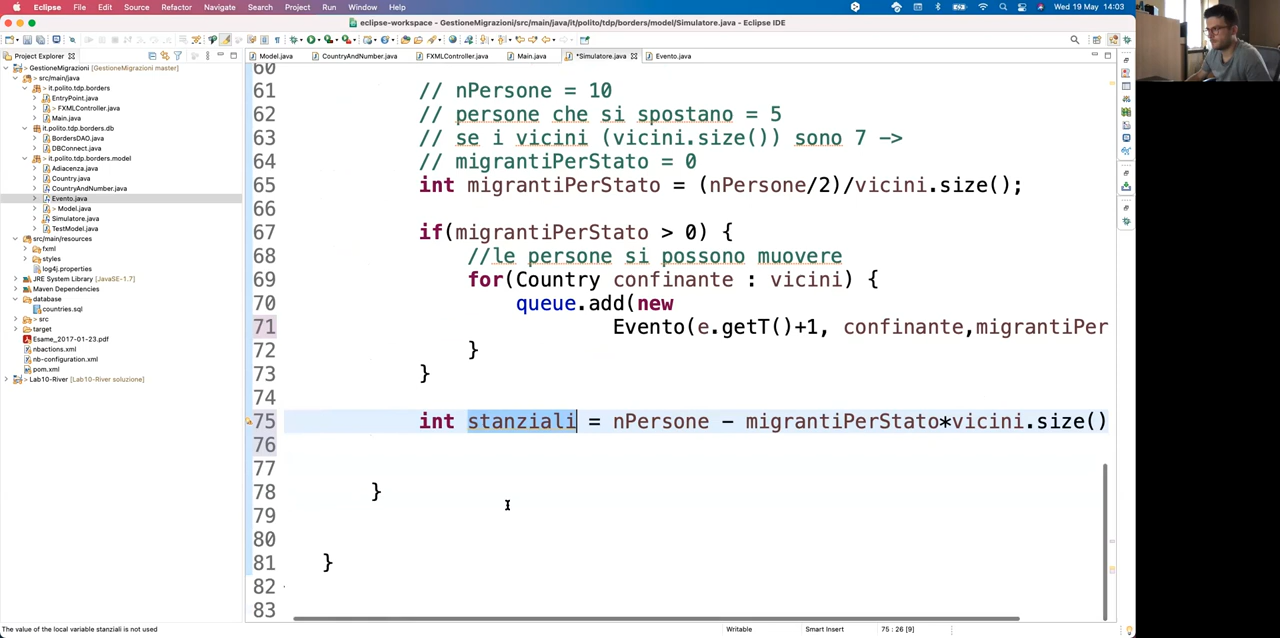 Eclipse File Edit Source Refactor Navigate Search Project Run Window Help Wed 19 May 14:03
eclipse-workspace - GestioneMigrazioni/src/main/java/it/polito/tdp/borders/model/Simulatore.java - Eclipse IDE
Project Explorer
Model.java CountryAndNumber.java FXMLController.java Main.java *Simulatore.java Evento.java
GestioneMigrazioni [GestioneMigrazioni master]
src/main/java
it.polito.tdp.borders
EntryPoint.java
> FXMLController.java
Main.java
it.polito.tdp.borders.db
BordersDAO.java
DBConnect.java
it.polito.tdp.borders.model
Adiacenza.java
Country.java
CountryAndNumber.java
Evento.java
> Model.java
Simulatore.java
TestModel.java
src/main/resources
fxml
styles
log4j.properties
JRE System Library [JavaSE-1.7]
Maven Dependencies
database
countries.sql
> src
target
Esame_2017-01-23.pdf
nbactions.xml
nb-configuration.xml
pom.xml
> Lab10-River [Lab10-River soluzione]
60
61 // nPersone = 10
62 // persone che si spostano = 5
63 // se i vicini (vicini.size()) sono 7 ->
64 // migrantiPerStato = 0
65 int migrantiPerStato = (nPersone/2)/vicini.size();
66
67 if(migrantiPerStato > 0) {
68 //le persone si possono muovere
69 for(Country confinante : vicini) {
70 queue.add(new
71 Evento(e.getT()+1, confinante,migrantiPer
72 }
73 }
74
75 int stanziali = nPersone - migrantiPerStato*vicini.size()
76
77
78 }
79
80
81 }
82
83
The value of the local variable stanziali is not used Writable Smart Insert 75 : 26 [9]